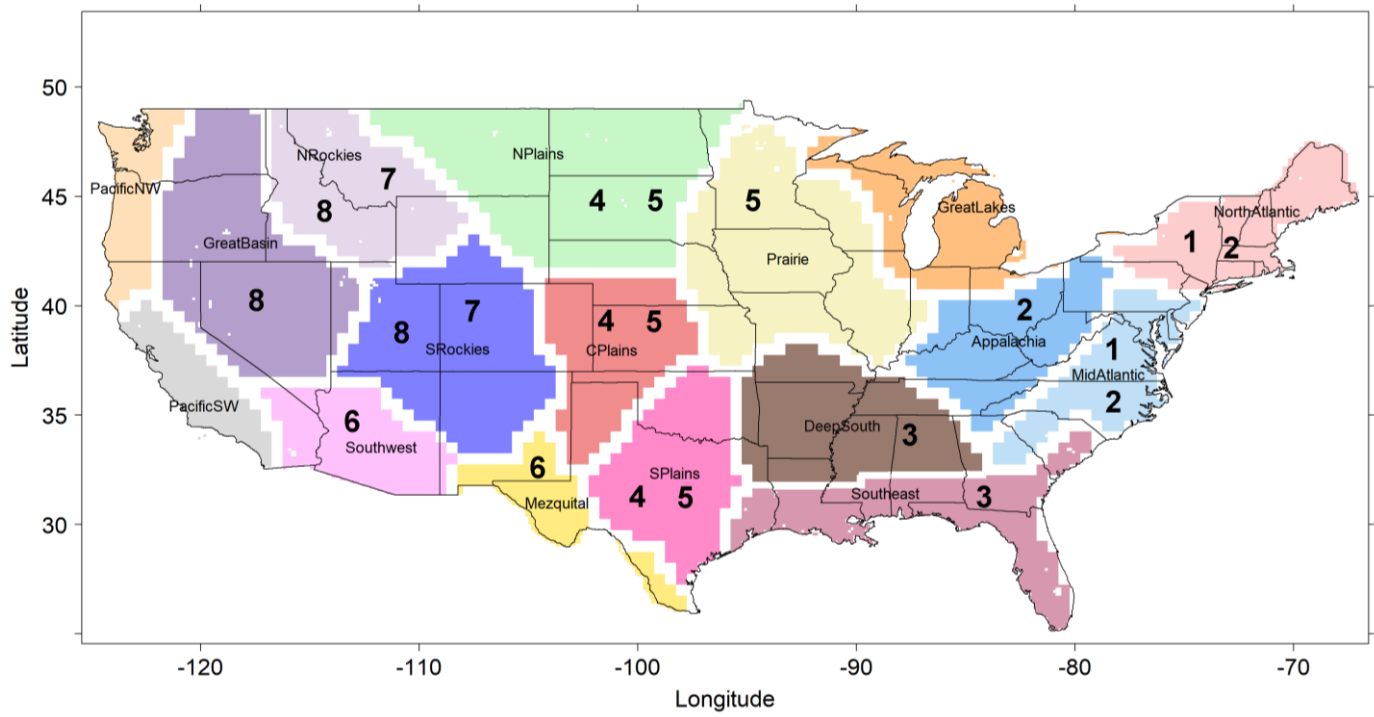 50
45
40
35
30
Latitude
NRockies
7
8
NPlains
4 5
5
PacificNW
GreatLakes
NorthAtlantic
1 2
GreatBasin
8
Prairie
7
8
SRockies
4 5
CPlains
2
Appalachia
1
MidAtlantic
2
PacificSW
6
Southwest
DeepSouth 3
6
Mezquital
SPlains
4 5
Southeast 3
-120 -110 -100 -90 -80 -70
Longitude